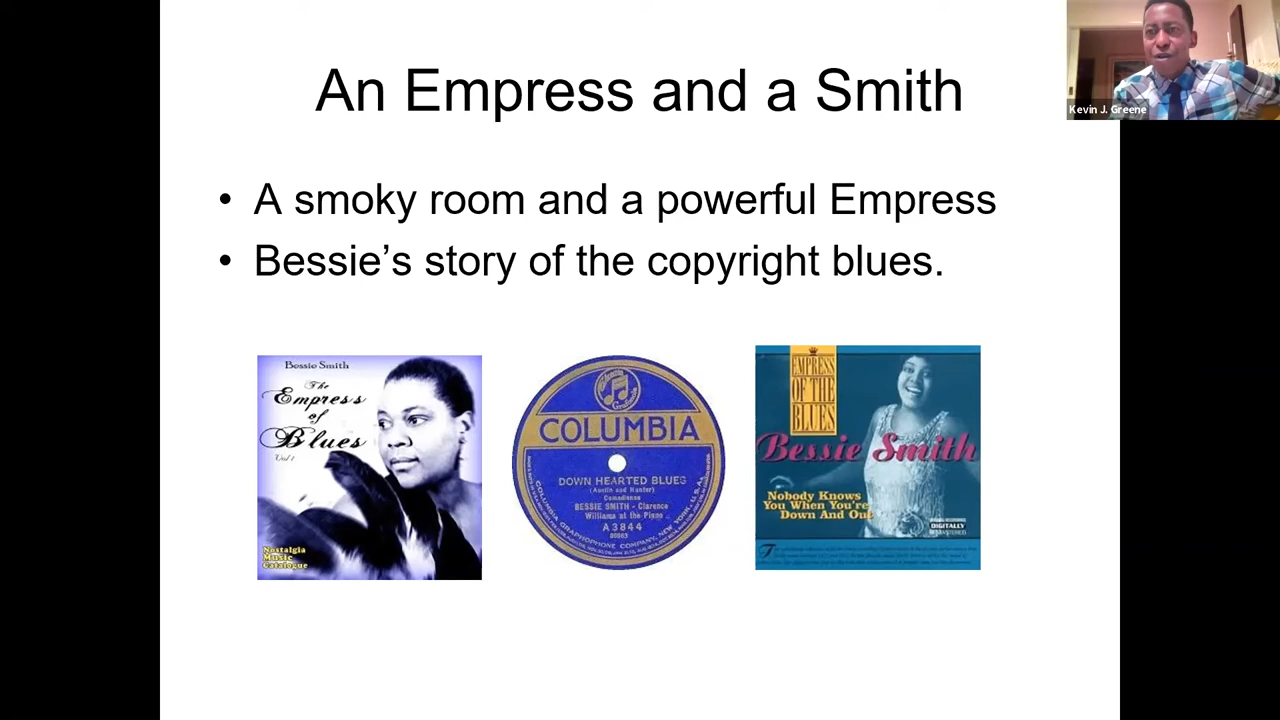 An Empress and a Smith
Kevin J. Greene
• A smoky room and a powerful Empress
• Bessie’s story of the copyright blues.
Bessie Smith
The
Empress
of
Blues
Vol 1
Nostalgia
Music
Catalogue
COLUMBIA
DOWN HEARTED BLUES
(Austin and Hunter)
Comedienne
BESSIE SMITH - Clarence
Williams at the Piano
A3844
EMPRESS
OF THE
BLUES
Bessie Smith
Nobody Knows
You When You're
Down And Out
DIGITALLY